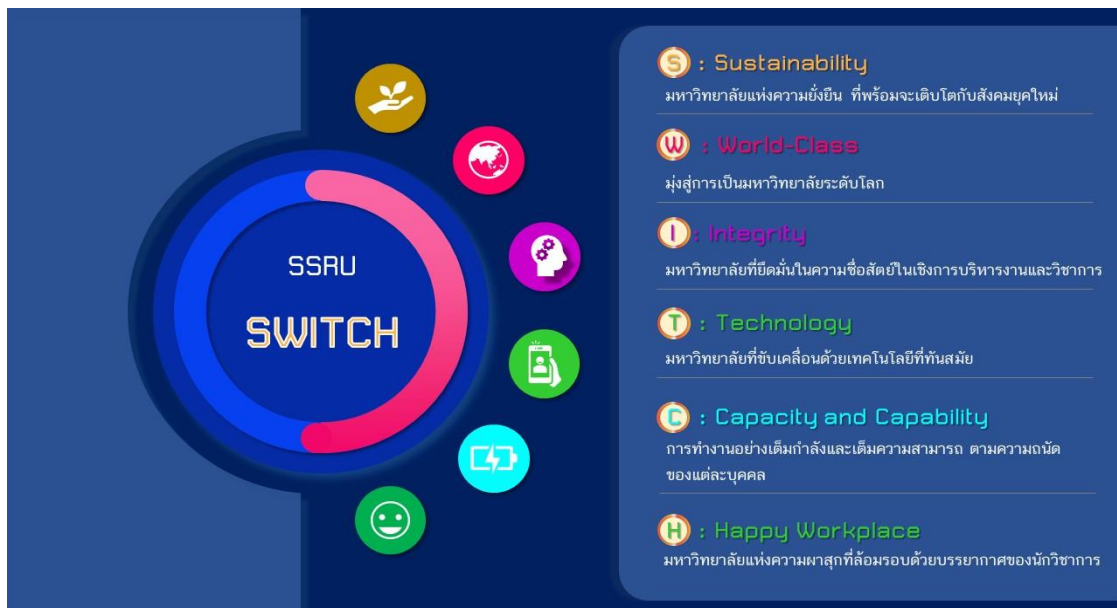 SSRU
SWITCH
S : Sustainability
มหาวิทยาลัยแห่งความยั่งยืน ที่พร้อมจะเติบโตกับสังคมยุคใหม่
W : World-Class
มุ่งสู่การเป็นมหาวิทยาลัยระดับโลก
I : Integrity
มหาวิทยาลัยที่ยึดมั่นในความซื่อสัตย์ในเชิงการบริหารงานและวิชาการ
T : Technology
มหาวิทยาลัยที่ขับเคลื่อนด้วยเทคโนโลยีที่ทันสมัย
C : Capacity and Capability
การทำงานอย่างเต็มกำลังและเต็มความสามารถ ตามความถนัด
ของแต่ละบุคคล
H : Happy Workplace
มหาวิทยาลัยแห่งความผาสุกที่ล้อมรอบด้วยบรรยากาศของนักวิชาการ